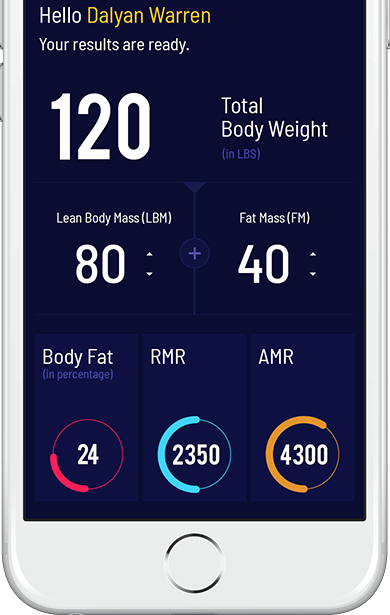 Hello Dalyan Warren
Your results are ready.
120
Total
Body Weight
(in LBS)
Lean Body Mass (LBM)
80
+
Fat Mass (FM)
40
Body Fat
(in percentage)
24
RMR
2350
AMR
4300